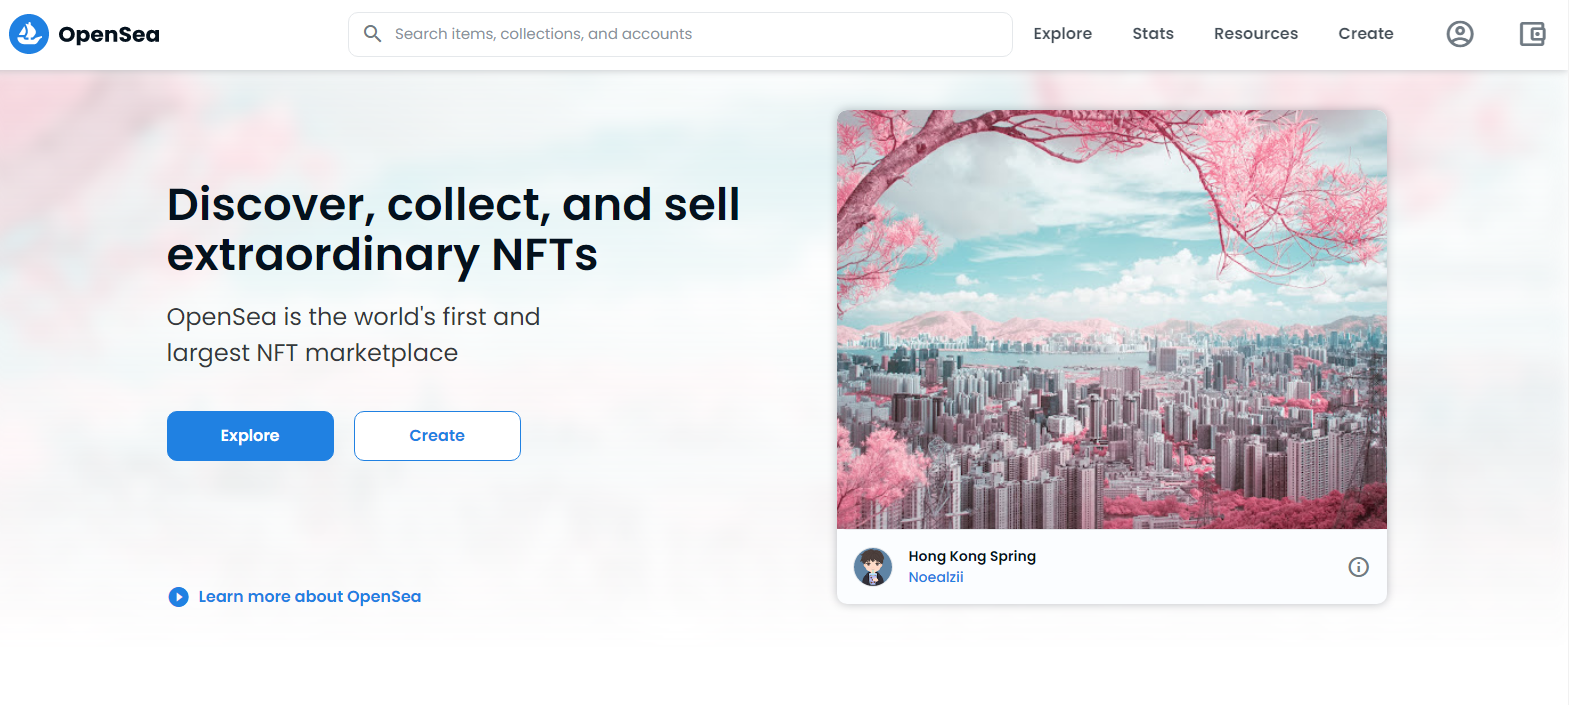 OpenSea
Search items, collections, and accounts
Explore
Stats
Resources
Create
Discover, collect, and sell
extraordinary NFTs
OpenSea is the world's first and
largest NFT marketplace
Explore
Create
Learn more about OpenSea
Hong Kong Spring
Noealzii